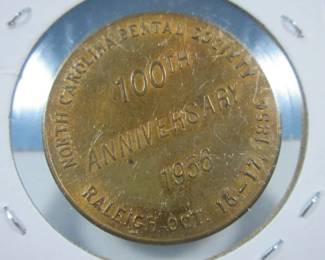 NORTH CAROLINA DENTAL SOCIETY
100TH
ANNIVERSARY
1956
RALEIGH, OCT. 16-17, 1856